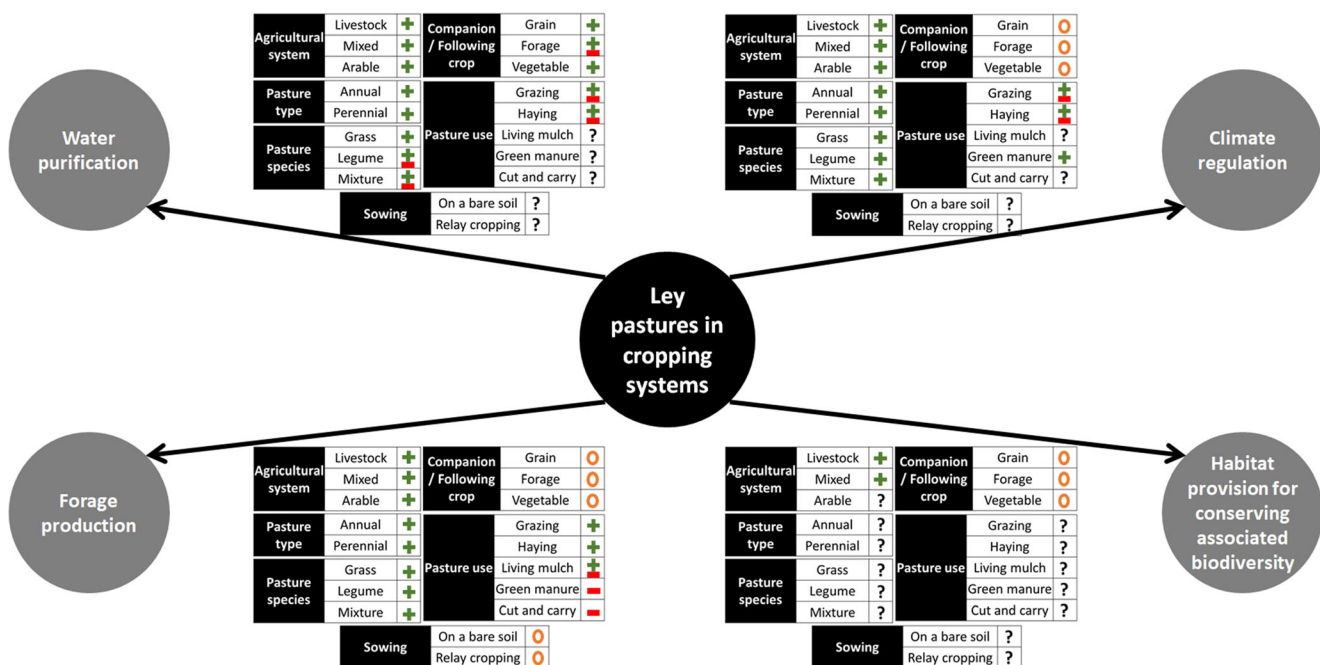 Water
purification
Agricultural
system
Livestock +
Mixed +
Arable +
Pasture
type
Annual +
Perennial +
Pasture
species
Grass +
Legume + -
Mixture + -
Companion
/ Following
crop
Grain +
Forage + -
Vegetable +
Pasture use
Grazing + -
Haying + -
Living mulch ?
Green manure ?
Cut and carry ?
Sowing
On a bare soil ?
Relay cropping ?
Agricultural
system
Livestock +
Mixed +
Arable +
Pasture
type
Annual +
Perennial +
Pasture
species
Grass +
Legume +
Mixture +
Companion
/ Following
crop
Grain O
Forage O
Vegetable O
Pasture use
Grazing + -
Haying + -
Living mulch ?
Green manure +
Cut and carry ?
Sowing
On a bare soil ?
Relay cropping ?
Climate
regulation
Ley
pastures in
cropping
systems
Forage
production
Agricultural
system
Livestock +
Mixed +
Arable +
Pasture
type
Annual +
Perennial +
Pasture
species
Grass +
Legume +
Mixture +
Companion
/ Following
crop
Grain O
Forage O
Vegetable O
Pasture use
Grazing +
Haying +
Living mulch + -
Green manure -
Cut and carry -
Sowing
On a bare soil O
Relay cropping O
Agricultural
system
Livestock +
Mixed +
Arable ?
Pasture
type
Annual ?
Perennial ?
Pasture
species
Grass ?
Legume ?
Mixture ?
Companion
/ Following
crop
Grain O
Forage O
Vegetable O
Pasture use
Grazing ?
Haying ?
Living mulch ?
Green manure ?
Cut and carry ?
Sowing
On a bare soil ?
Relay cropping ?
Habitat
provision for
conserving
associated
biodiversity